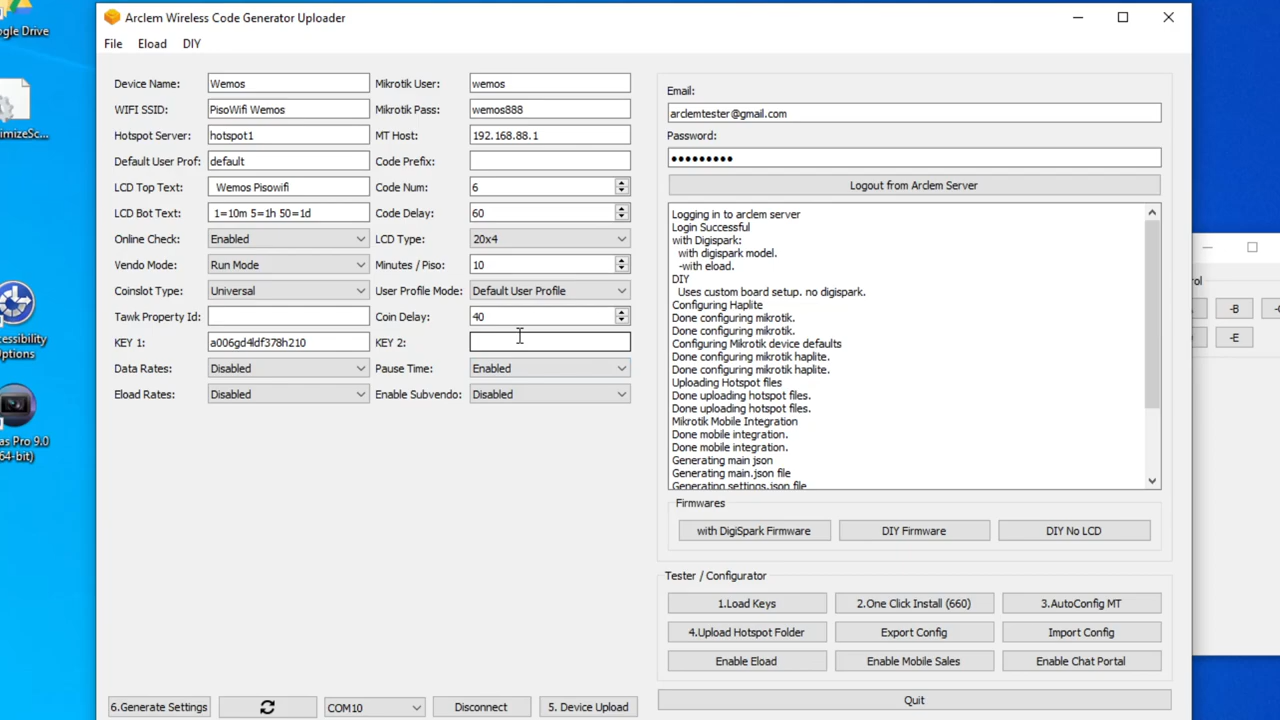 Arclem Wireless Code Generator Uploader
File Eload DIY
ogle Drive
imizeSc...
cessibility
Options
as Pro 9.0
64-bit)
Device Name: Wemos Mikrotik User: wemos
WIFI SSID: PisoWifi Wemos Mikrotik Pass: wemos888
Hotspot Server: hotspot1 MT Host: 192.168.88.1
Default User Prof: default Code Prefix:
LCD Top Text: Wemos Pisowifi Code Num: 6
LCD Bot Text: 1=10m 5=1h 50=1d Code Delay: 60
Online Check: Enabled LCD Type: 20x4
Vendo Mode: Run Mode Minutes / Piso: 10
Coinslot Type: Universal User Profile Mode: Default User Profile
Tawk Property Id: Coin Delay: 40
KEY 1: a006gd4ldf378h210 KEY 2:
Data Rates: Disabled Pause Time: Enabled
Eload Rates: Disabled Enable Subvendo: Disabled
6.Generate Settings COM10 Disconnect 5. Device Upload
Email:
arclemtester@gmail.com
Password:
●●●●●●●●●
Logout from Arclem Server
Logging in to arclem server
Login Successful
with Digispark:
with digispark model.
-with eload.
DIY
Uses custom board setup. no digispark.
Configuring Haplite
Done configuring mikrotik.
Done configuring mikrotik.
Configuring Mikrotik device defaults
Done configuring mikrotik haplite.
Done configuring mikrotik haplite.
Uploading Hotspot files
Done uploading hotspot files.
Done uploading hotspot files.
Mikrotik Mobile Integration
Done mobile integration.
Done mobile integration.
Generating main json
Generating main.json file
Generating settings.json file
Firmwares
with DigiSpark Firmware DIY Firmware DIY No LCD
Tester / Configurator
1.Load Keys 2.One Click Install (660) 3.AutoConfig MT
4.Upload Hotspot Folder Export Config Import Config
Enable Eload Enable Mobile Sales Enable Chat Portal
Quit
rol
-B
-E